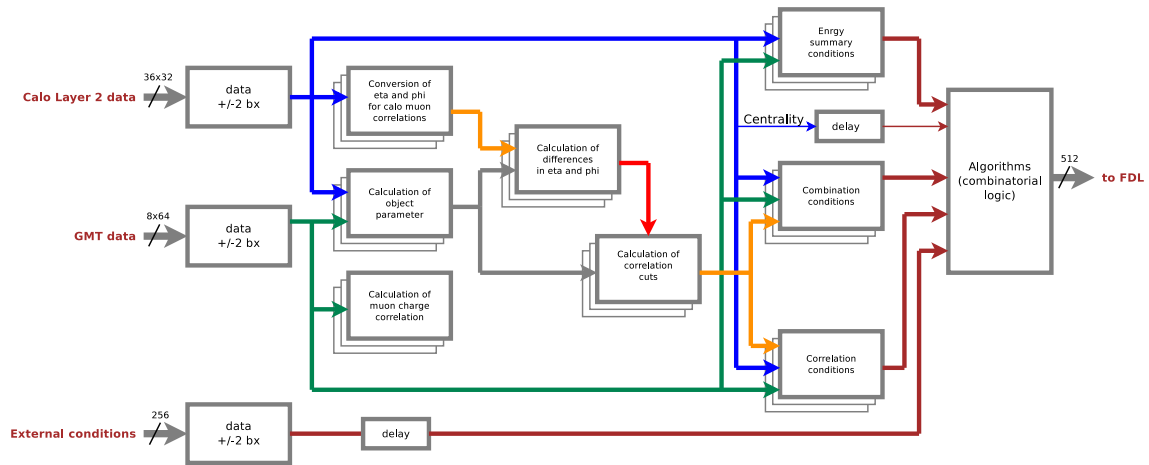 Calo Layer 2 data
36x32
data
+/-2 bx
Conversion of
eta and phi
for calo muon
correlations
Calculation of
differences
in eta and phi
Enrgy
summary
conditions
Centrality
delay
Algorithms
(combinatorial
logic)
512
to FDL
GMT data
8x64
data
+/-2 bx
Calculation of
object
parameter
Calculation of
correlation
cuts
Combination
conditions
Calculation of
muon charge
correlation
Correlation
conditions
External conditions
256
data
+/-2 bx
delay